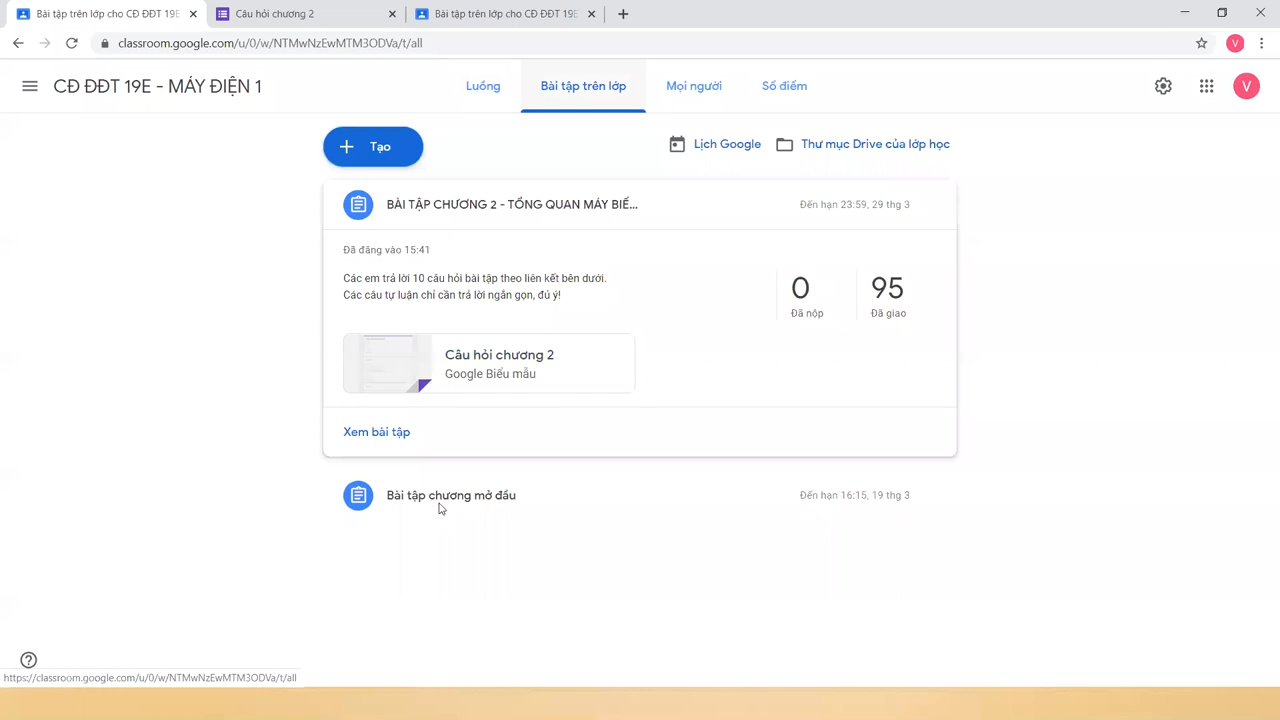 Bài tập trên lớp cho CĐ ĐĐT 19E
Câu hỏi chương 2
Bài tập trên lớp cho CĐ ĐĐT 19E
classroom.google.com/u/0/w/NTMwNzEwMTM3ODVa/t/all
V
CĐ ĐĐT 19E - MÁY ĐIỆN 1
Luồng
Bài tập trên lớp
Mọi người
Số điểm
V
Tạo
Lịch Google
Thư mục Drive của lớp học
BÀI TẬP CHƯƠNG 2 - TỔNG QUAN MÁY BIẾ...
Đến hạn 23:59, 29 thg 3
Đã đăng vào 15:41
Các em trả lời 10 câu hỏi bài tập theo liên kết bên dưới.
Các câu tự luận chỉ cần trả lời ngắn gọn, đủ ý!
0
Đã nộp
95
Đã giao
Câu hỏi chương 2
Google Biểu mẫu
Xem bài tập
Bài tập chương mở đầu
Đến hạn 16:15, 19 thg 3
https://classroom.google.com/u/0/w/NTMwNzEwMTM3ODVa/t/all